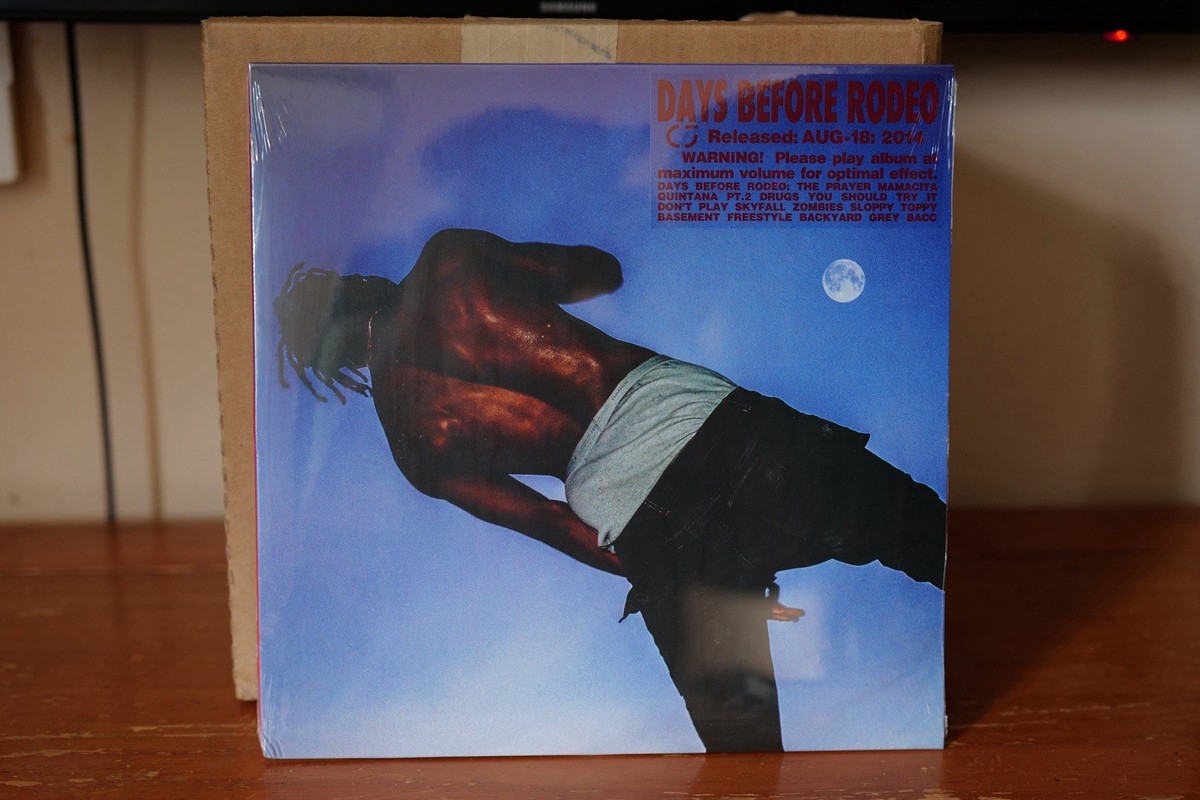 SAMSUNG
DAYS BEFORE RODEO
Released: AUG-18: 2014
WARNING! Please play album at
maximum volume for optimal effect.
DAYS BEFORE RODEO: THE PRAYER MAMACITA
QUINTANA PT.2 DRUGS YOU SHOULD TRY IT
DON'T PLAY SKYFALL ZOMBIES SLOPPY TOPPY
BASEMENT FREESTYLE BACKYARD GREY BACC